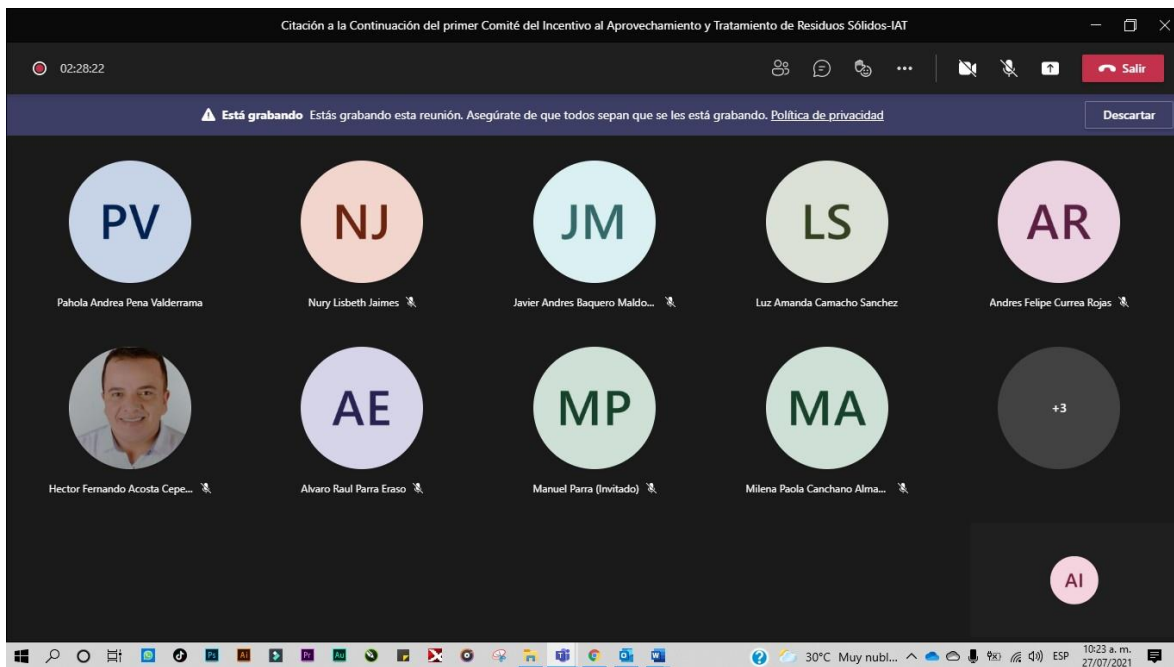 Citación a la Continuación del primer Comité del Incentivo al Aprovechamiento y Tratamiento de Residuos Sólidos-IAT
02:28:22
Salir
Está grabando Estás grabando esta reunión. Asegúrate de que todos sepan que se les está grabando. Política de privacidad
Descartar
PV
NJ
JM
LS
AR
Pahola Andrea Pena Valderrama
Nury Lisbeth Jaimes
Javier Andres Baquero Maldo...
Luz Amanda Camacho Sanchez
Andres Felipe Currea Rojas
AE
MP
MA
+3
Hector Fernando Acosta Cepe...
Alvaro Raul Parra Eraso
Manuel Parra (Invitado)
Milena Paola Canchano Alma...
AI
Ps
Ai
Pr
Au
30°C Muy nubl...
ESP
10:23 a. m.
27/07/2021